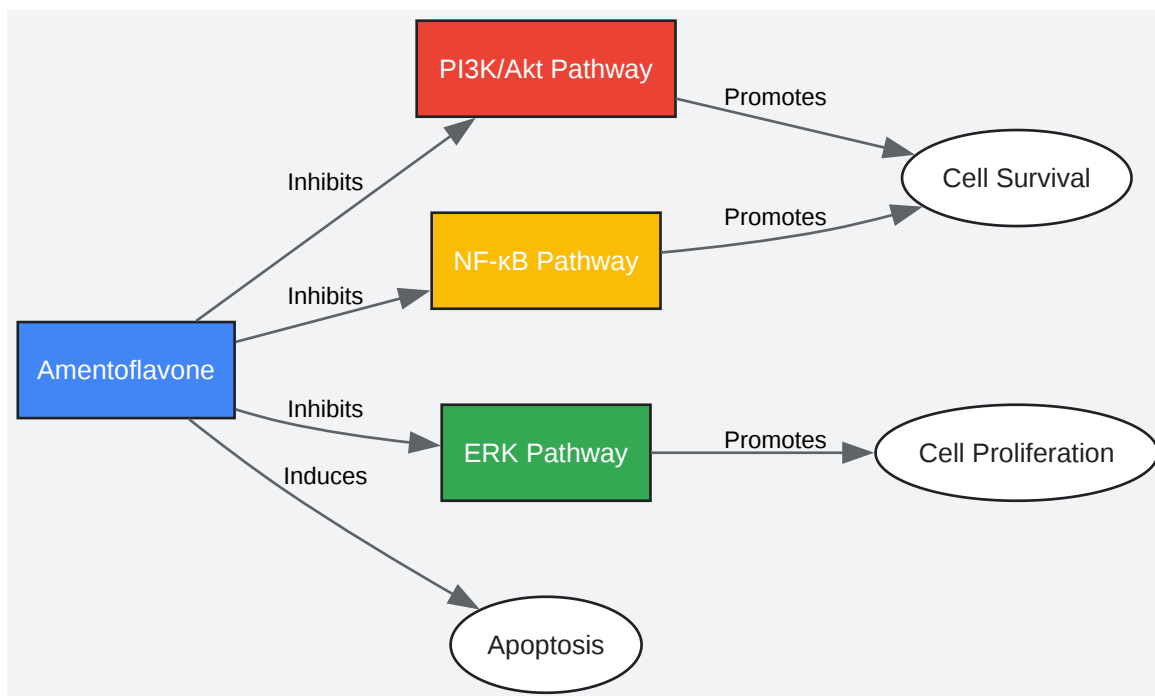 PI3K/Akt Pathway
Promotes
Cell Survival
Inhibits
NF-κB Pathway
Promotes
Inhibits
Amentoflavone
Inhibits
ERK Pathway
Promotes
Cell Proliferation
Induces
Apoptosis